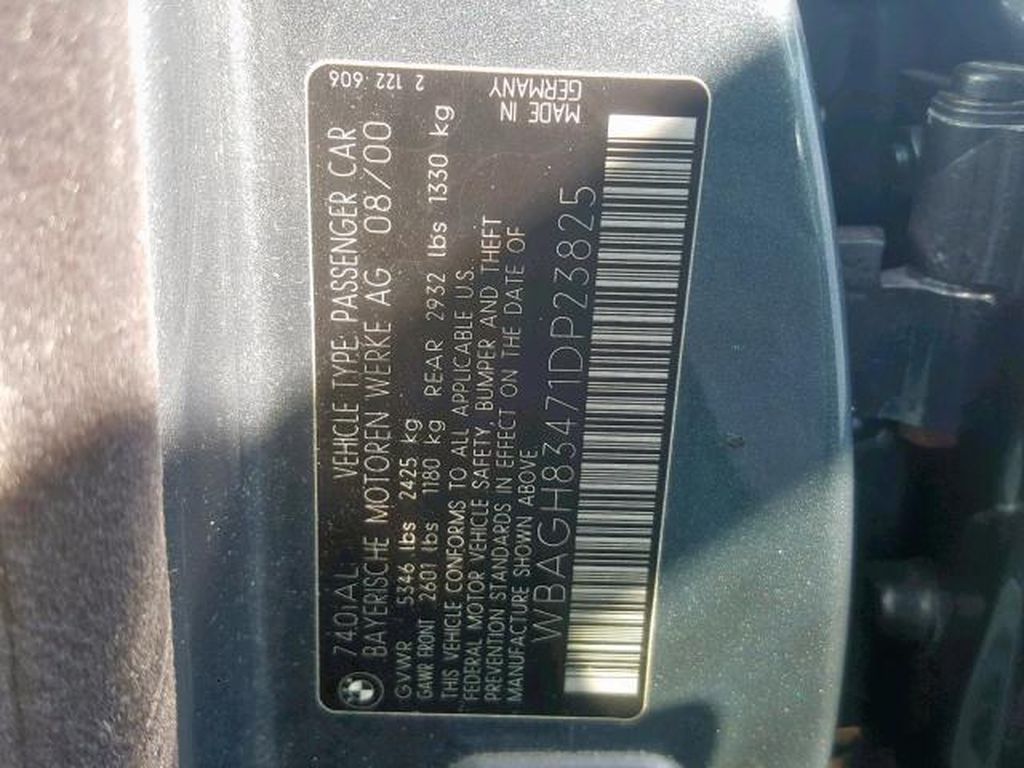 740iAL VEHICLE TYPE: PASSENGER CAR
BAYERISCHE MOTOREN WERKE AG 08/00
GVWR 5346 lbs 2425 kg
GAWR FRONT 2601 lbs 1180 kg REAR 2932 lbs 1330 kg
THIS VEHICLE CONFORMS TO ALL APPLICABLE U.S.
FEDERAL MOTOR VEHICLE SAFETY, BUMPER AND THEFT
PREVENTION STANDARDS IN EFFECT ON THE DATE OF
MANUFACTURE SHOWN ABOVE.
WBAGH83471DP23825
2 122 606
MADE IN
GERMANY